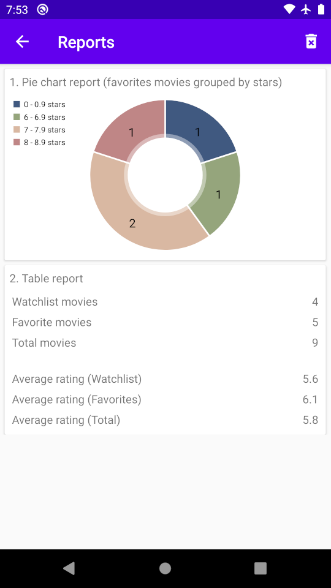 7:53
Reports
1. Pie chart report (favorites movies grouped by stars)
0 - 0.9 stars
6 - 6.9 stars
7 - 7.9 stars
8 - 8.9 stars
1
1
1
2
2. Table report
Watchlist movies 4
Favorite movies 5
Total movies 9
Average rating (Watchlist) 5.6
Average rating (Favorites) 6.1
Average rating (Total) 5.8